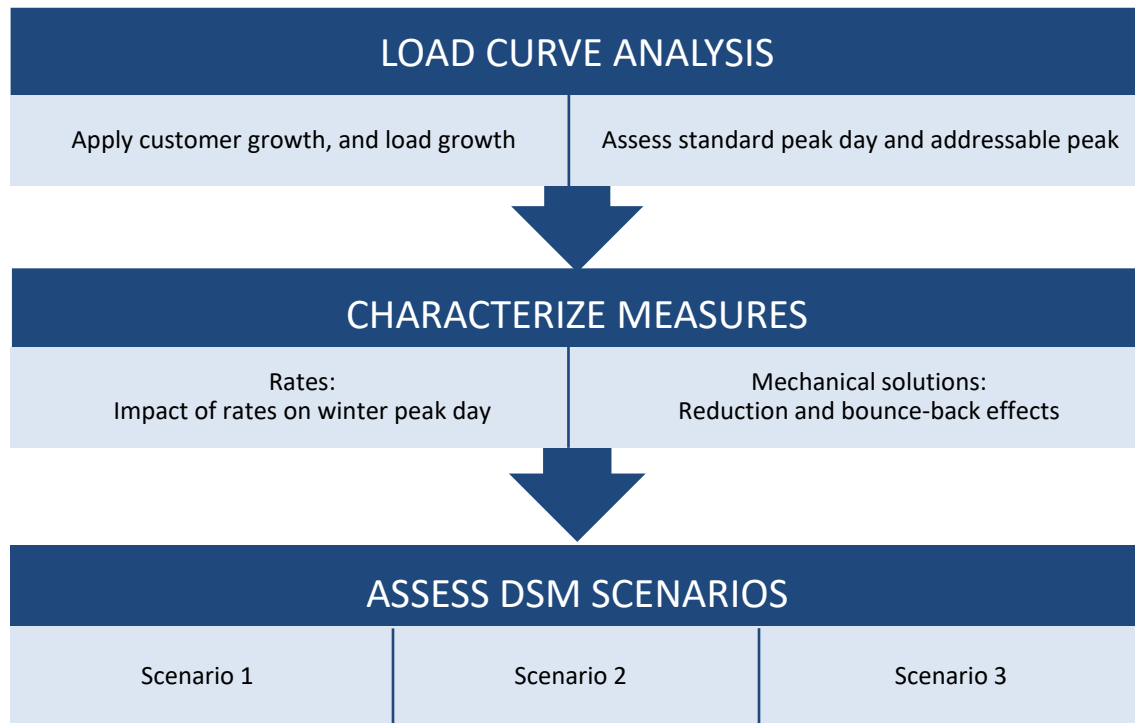 LOAD CURVE ANALYSIS
Apply customer growth, and load growth
Assess standard peak day and addressable peak
CHARACTERIZE MEASURES
Rates:
Impact of rates on winter peak day
Mechanical solutions:
Reduction and bounce-back effects
ASSESS DSM SCENARIOS
Scenario 1
Scenario 2
Scenario 3